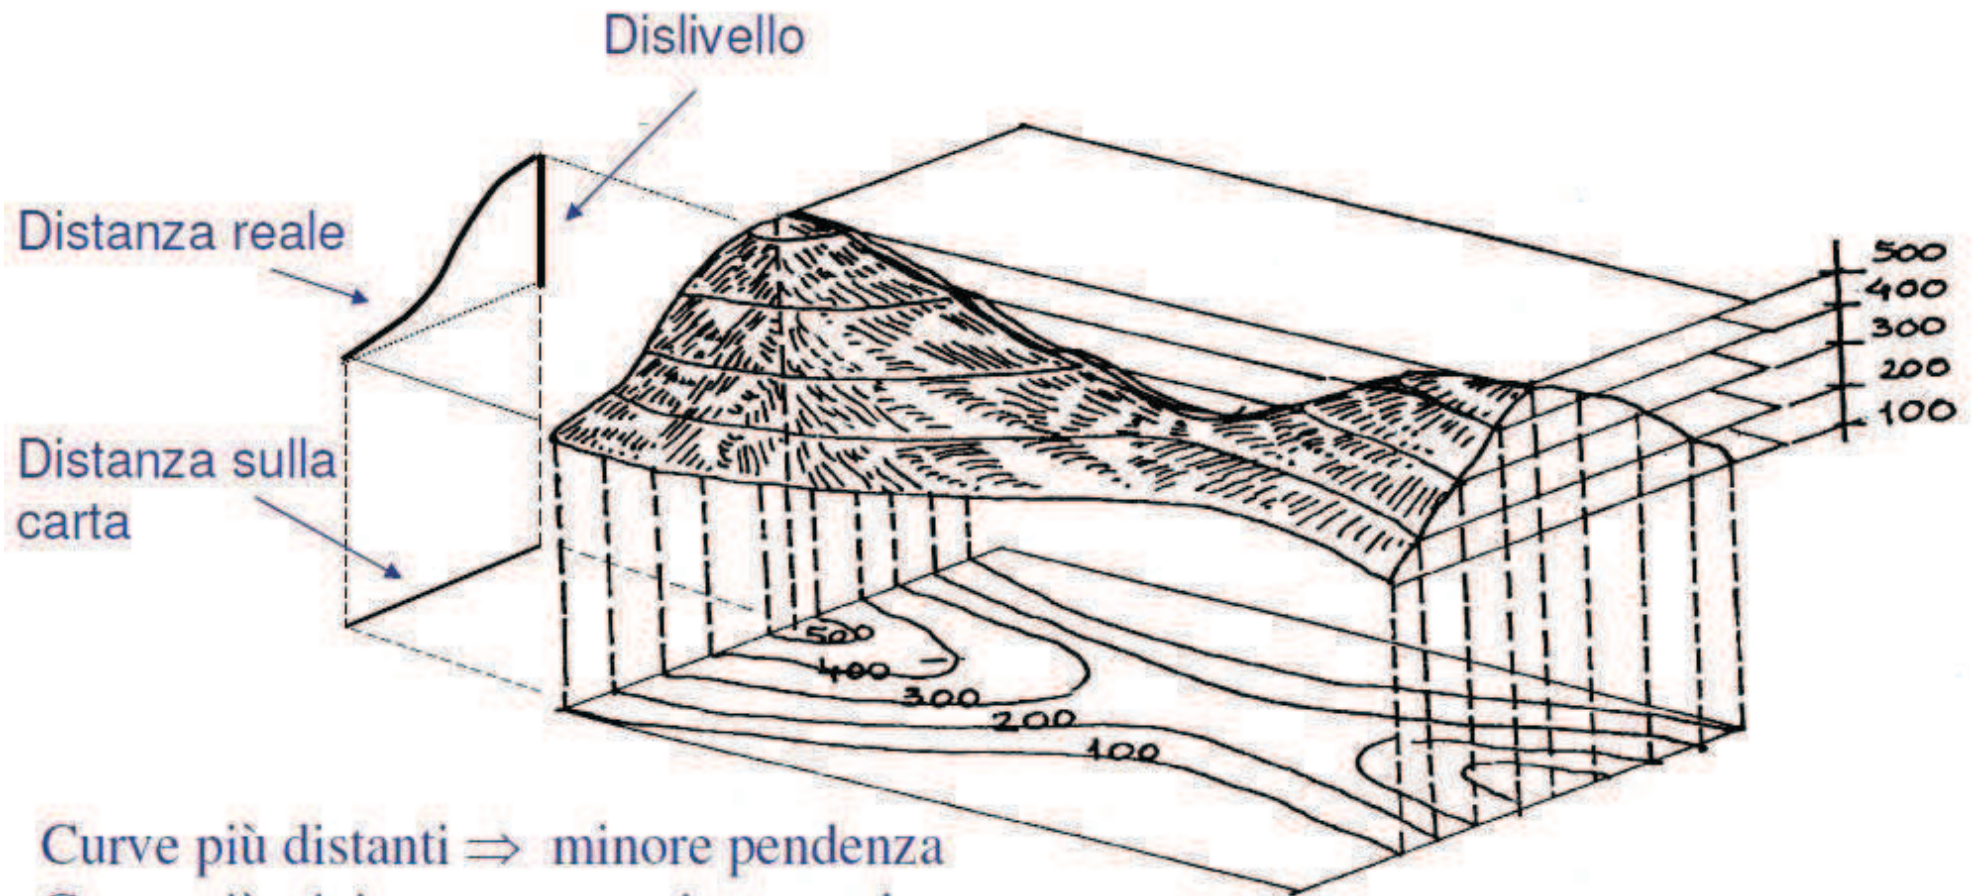 Dislivello
Distanza reale
Distanza sulla
carta
500
400
300
200
100
500
400
300
200
100
Curve più distanti ⇒ minore pendenza